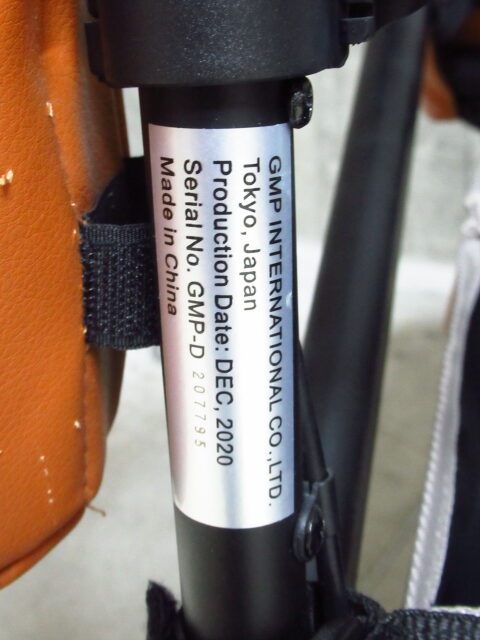 GMP INTERNATIONAL CO.,LTD.
Tokyo, Japan
Production Date: DEC, 2020
Serial No. GMP-D 207795
Made in China